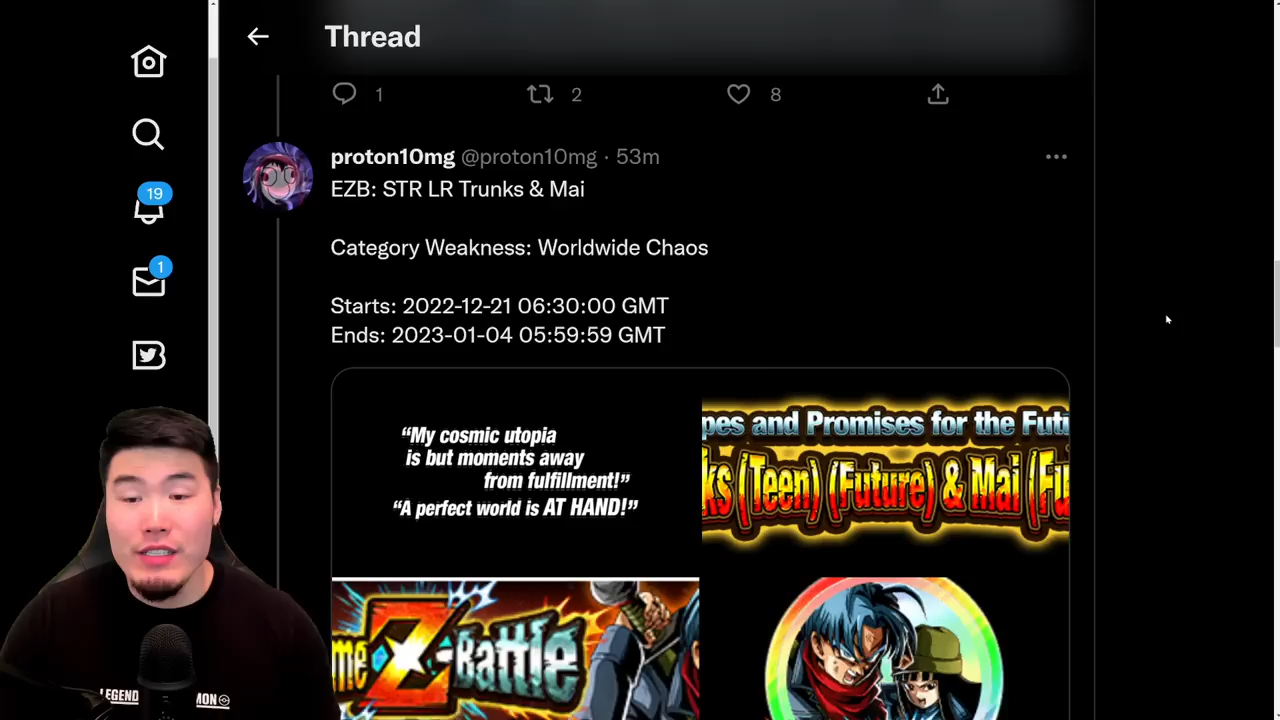 Thread
1
2
8
proton10mg @proton10mg · 53m
EZB: STR LR Trunks & Mai
Category Weakness: Worldwide Chaos
Starts: 2022-12-21 06:30:00 GMT
Ends: 2023-01-04 05:59:59 GMT
19
1
“My cosmic utopia
is but moments away
from fulfillment!”
“A perfect world is AT HAND!”
pes and Promises for the Futu
ks (Teen) (Future) & Mai (Fu
me Z-Battle
LEGEND
MON